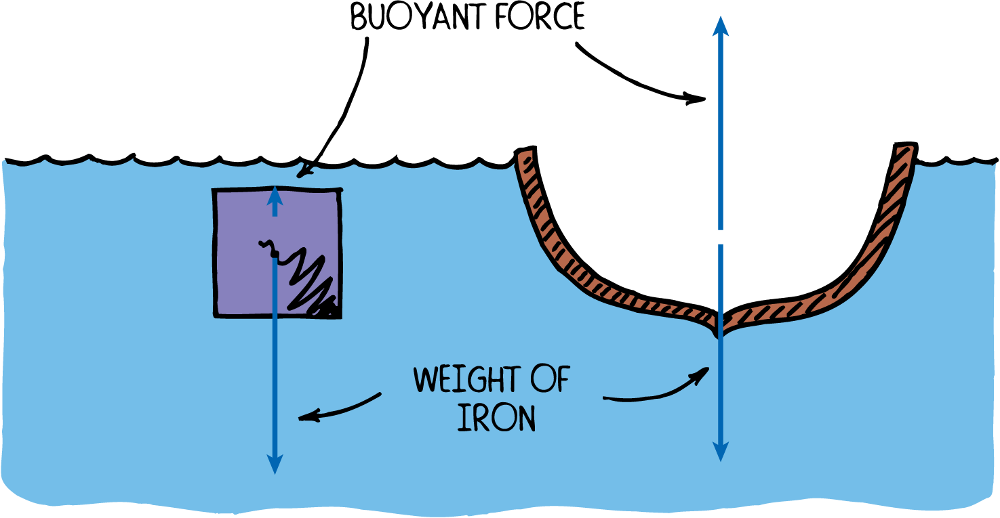 BUOYANT FORCE
WEIGHT OF
IRON